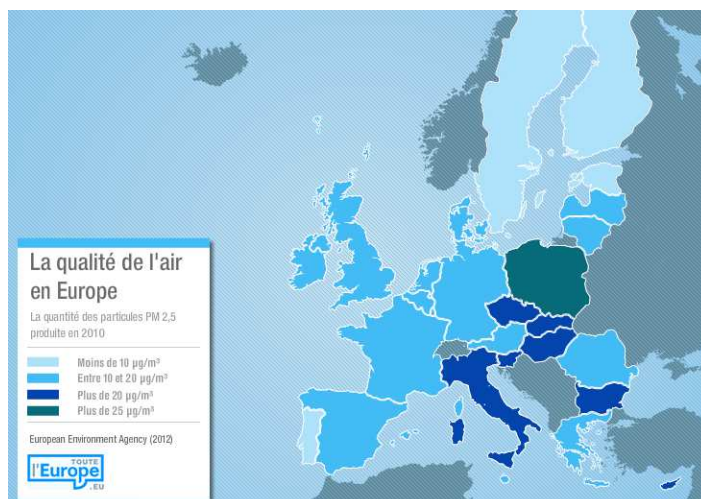 La qualité de l'air
en Europe
La quantité des particules PM 2,5
produite en 2010
Moins de 10 µg/m³
Entre 10 et 20 µg/m³
Plus de 20 µg/m³
Plus de 25 µg/m³
European Environment Agency (2012)
TOUTE
l'Europe
.EU